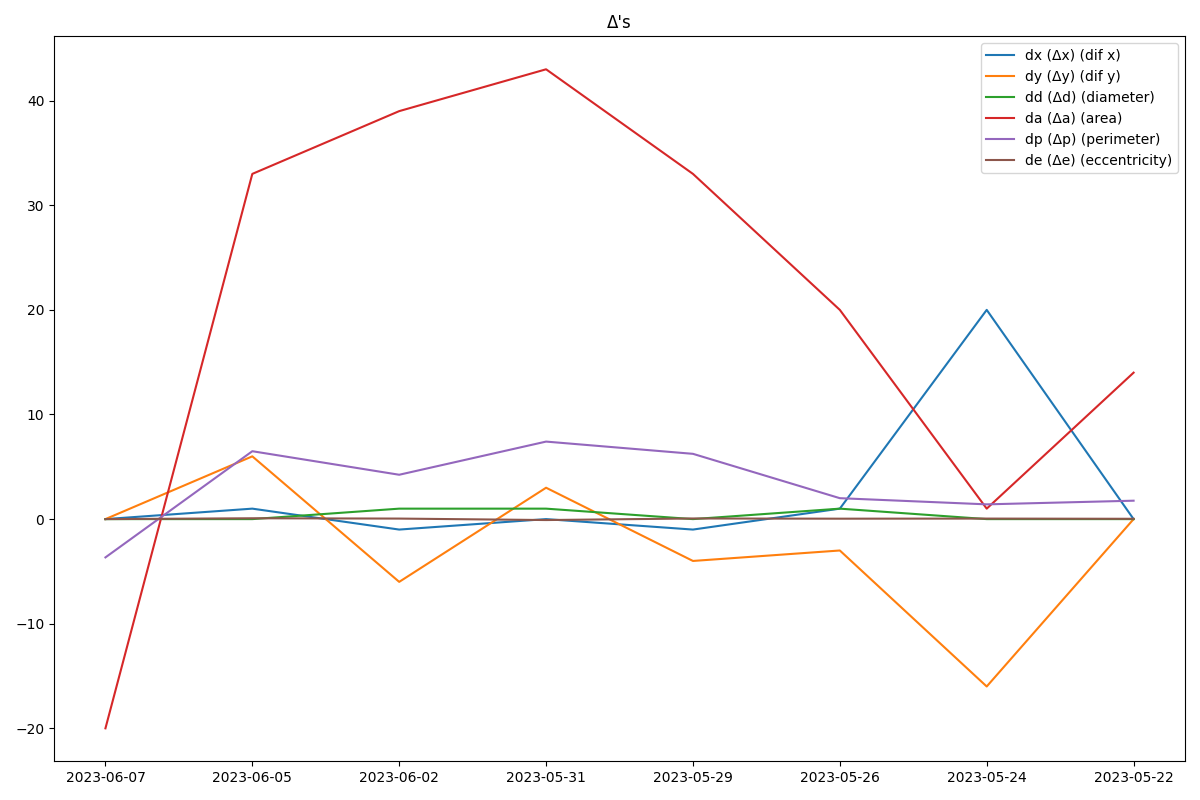 Δ's
dx (Δx) (dif x)
dy (Δy) (dif y)
dd (Δd) (diameter)
da (Δa) (area)
dp (Δp) (perimeter)
de (Δe) (eccentricity)
40
30
20
10
0
−10
−20
2023-06-07 2023-06-05 2023-06-02 2023-05-31 2023-05-29 2023-05-26 2023-05-24 2023-05-22